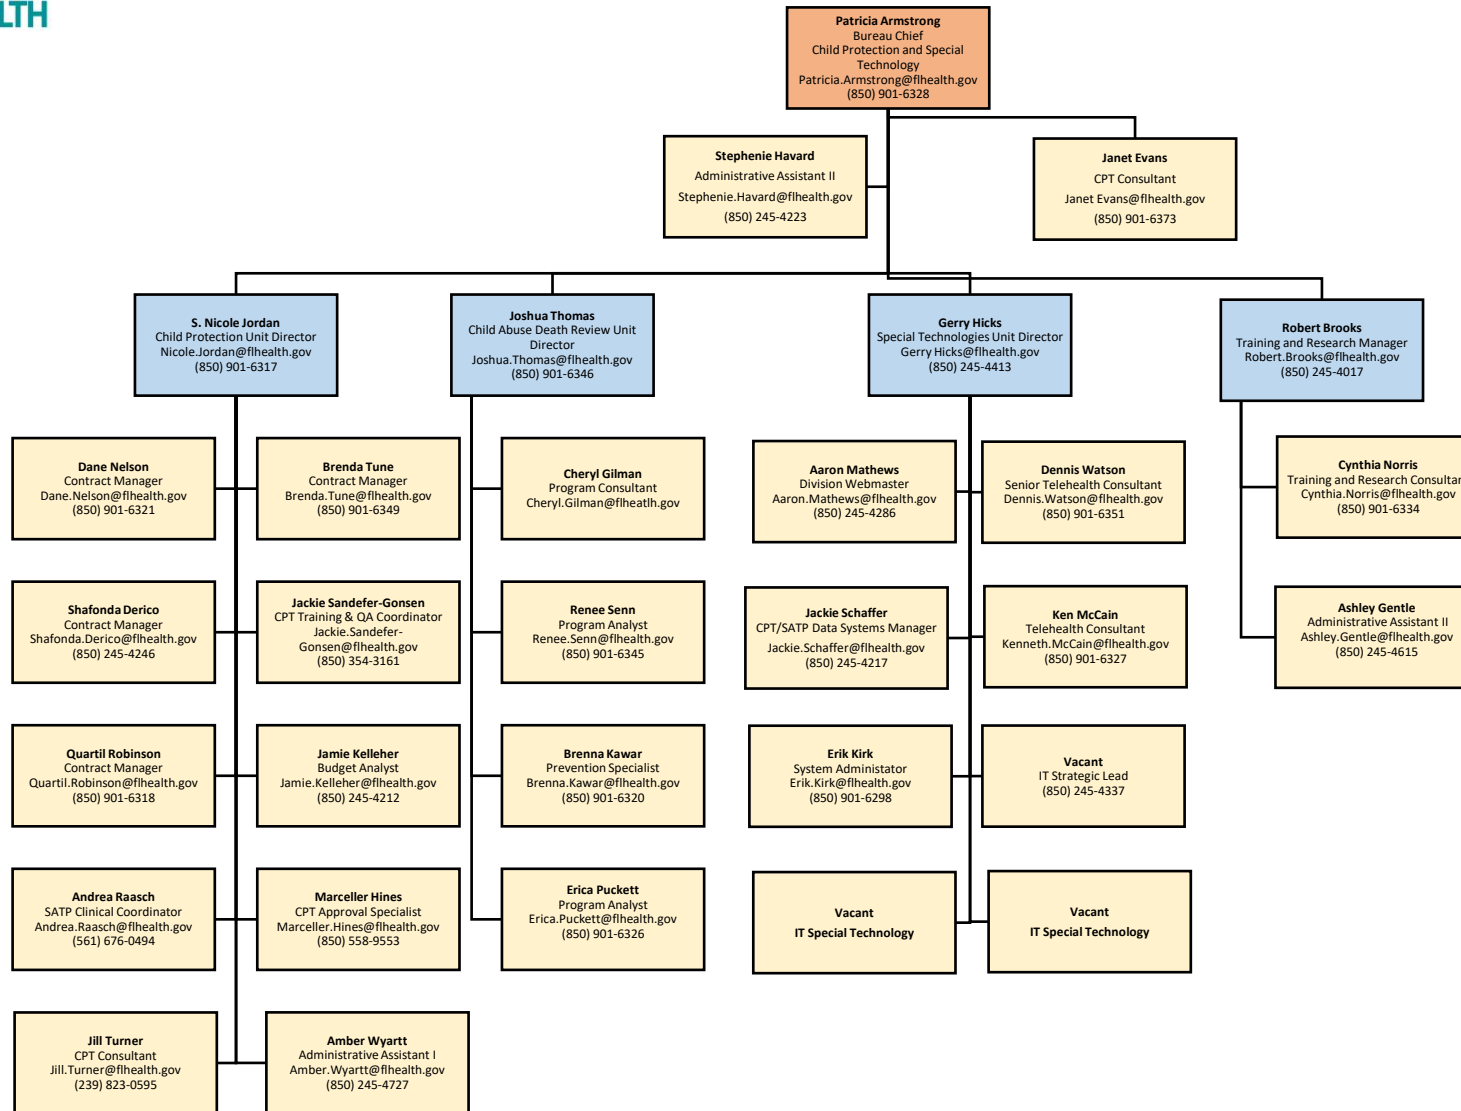 LTH
Patricia Armstrong
Bureau Chief
Child Protection and Special
Technology
Patricia.Armstrong@flhealth.gov
(850) 901-6328
Stephenie Havard
Administrative Assistant II
Stephenie.Havard@flhealth.gov
(850) 245-4223
Janet Evans
CPT Consultant
Janet Evans@flhealth.gov
(850) 901-6373
S. Nicole Jordan
Child Protection Unit Director
Nicole.Jordan@flhealth.gov
(850) 901-6317
Joshua Thomas
Child Abuse Death Review Unit
Director
Joshua.Thomas@flhealth.gov
(850) 901-6346
Gerry Hicks
Special Technologies Unit Director
Gerry Hicks@flhealth.gov
(850) 245-4413
Robert Brooks
Training and Research Manager
Robert.Brooks@flhealth.gov
(850) 245-4017
Dane Nelson
Contract Manager
Dane.Nelson@flhealth.gov
(850) 901-6321
Brenda Tune
Contract Manager
Brenda.Tune@flhealth.gov
(850) 901-6349
Cheryl Gilman
Program Consultant
Cheryl.Gilman@flheatlh.gov
Aaron Mathews
Division Webmaster
Aaron.Mathews@flhealth.gov
(850) 245-4286
Dennis Watson
Senior Telehealth Consultant
Dennis.Watson@flhealth.gov
(850) 901-6351
Cynthia Norris
Training and Research Consultan
Cynthia.Norris@flhealth.gov
(850) 901-6334
Shafonda Derico
Contract Manager
Shafonda.Derico@flhealth.gov
(850) 245-4246
Jackie Sandefer-Gonsen
CPT Training & QA Coordinator
Jackie.Sandefer-
Gonsen@flhealth.gov
(850) 354-3161
Renee Senn
Program Analyst
Renee.Senn@flhealth.gov
(850) 901-6345
Jackie Schaffer
CPT/SATP Data Systems Manager
Jackie.Schaffer@flhealth.gov
(850) 245-4217
Ken McCain
Telehealth Consultant
Kenneth.McCain@flhealth.gov
(850) 901-6327
Ashley Gentle
Administrative Assistant II
Ashley.Gentle@flhealth.gov
(850) 245-4615
Quartil Robinson
Contract Manager
Quartil.Robinson@flhealth.gov
(850) 901-6318
Jamie Kelleher
Budget Analyst
Jamie.Kelleher@flhealth.gov
(850) 245-4212
Brenna Kawar
Prevention Specialist
Brenna.Kawar@flhealth.gov
(850) 901-6320
Erik Kirk
System Administator
Erik.Kirk@flhealth.gov
(850) 901-6298
Vacant
IT Strategic Lead
(850) 245-4337
Andrea Raasch
SATP Clinical Coordinator
Andrea.Raasch@flhealth.gov
(561) 676-0494
Marceller Hines
CPT Approval Specialist
Marceller.Hines@flhealth.gov
(850) 558-9553
Erica Puckett
Program Analyst
Erica.Puckett@flhealth.gov
(850) 901-6326
Vacant
IT Special Technology
Vacant
IT Special Technology
Jill Turner
CPT Consultant
Jill.Turner@flhealth.gov
(239) 823-0595
Amber Wyartt
Administrative Assistant I
Amber.Wyartt@flhealth.gov
(850) 245-4727